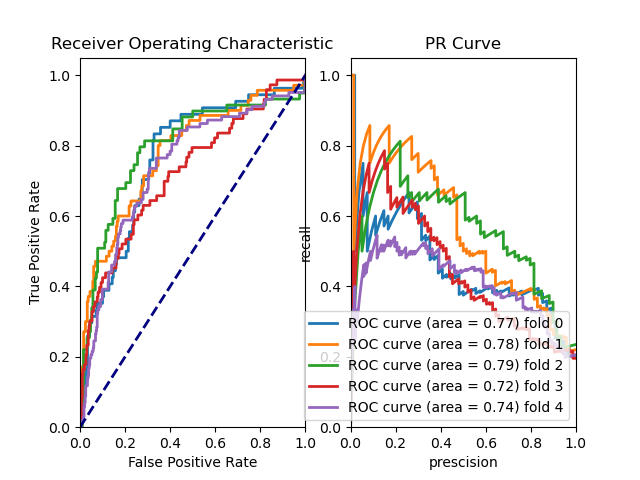 Receiver Operating Characteristic
PR Curve
True Positive Rate
1.0
0.8
0.6
0.4
0.2
0.0
0.0 0.2 0.4 0.6 0.8 1.0
False Positive Rate
recall
1.0
0.8
0.6
0.4
0.2
0.0
ROC curve (area = 0.77) fold 0
ROC curve (area = 0.78) fold 1
ROC curve (area = 0.79) fold 2
ROC curve (area = 0.72) fold 3
ROC curve (area = 0.74) fold 4
0.0 0.2 0.4 0.6 0.8 1.0
prescision